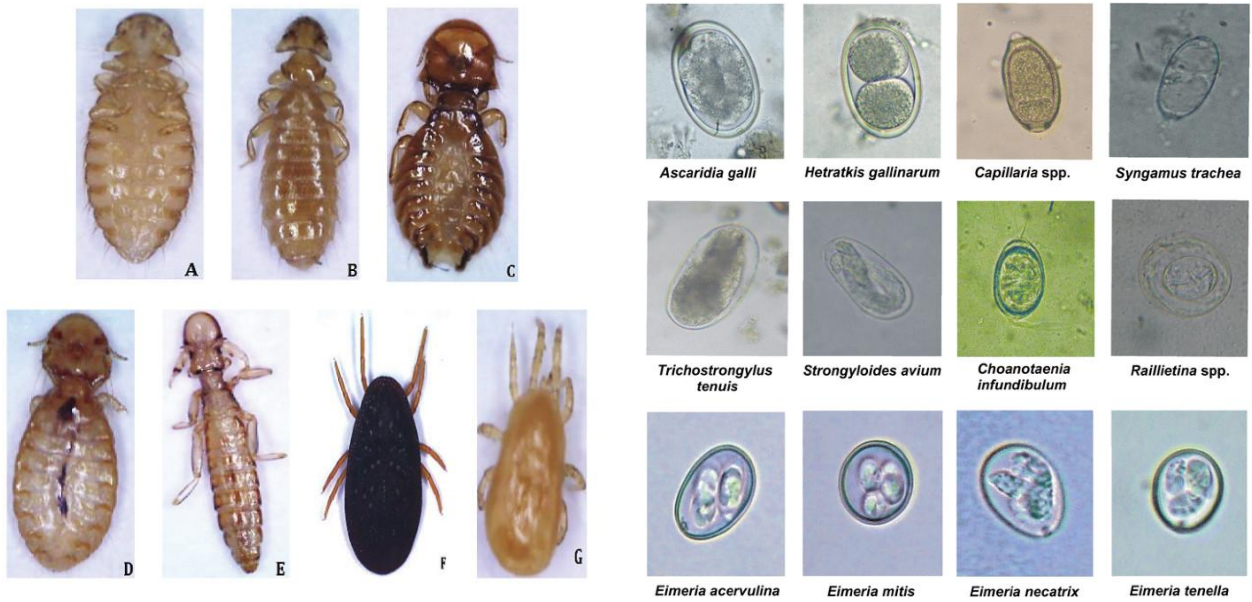 A
B
C
D
E
F
G
Ascaridia galli
Hetratkis gallinarum
Capillaria spp.
Syngamus trachea
Trichostrongylus
tenuis
Strongyloides avium
Choanotaenia
infundibulum
Raillietina spp.
Eimeria acervulina
Eimeria mitis
Eimeria necatrix
Eimeria tenella